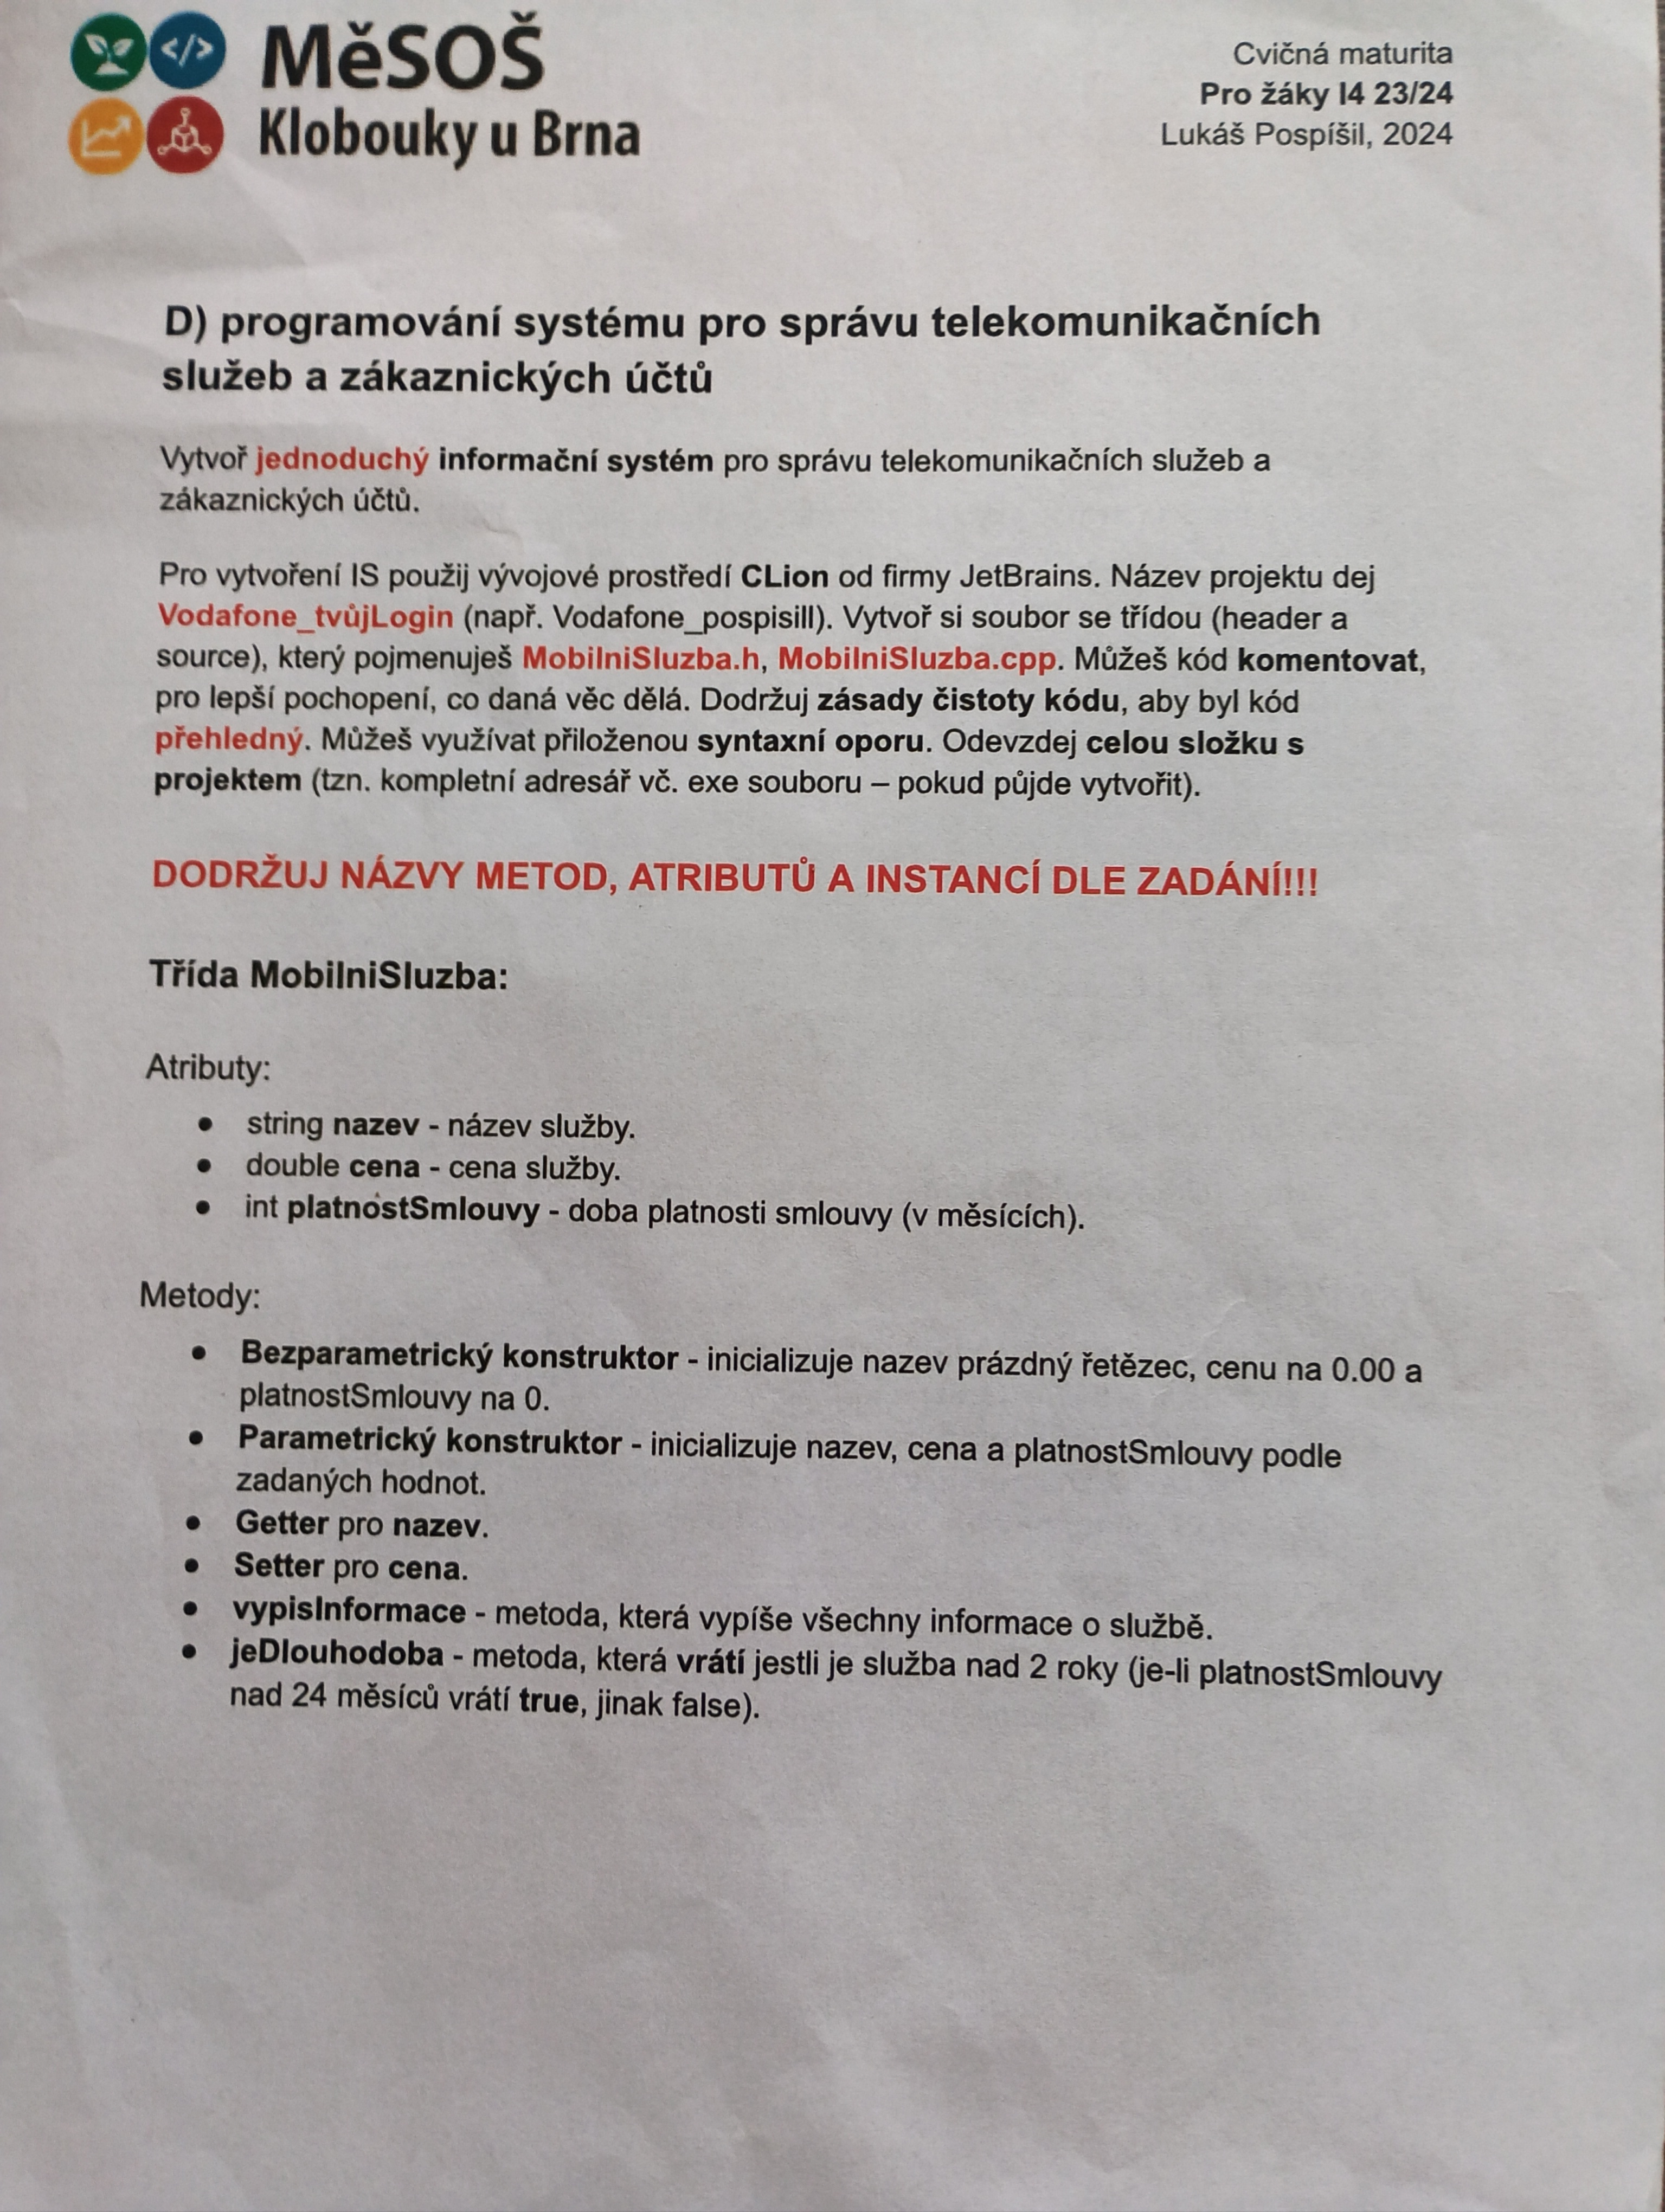 MěSOŠ
Klobouky u Brna
Cvičná maturita
Pro žáky I4 23/24
Lukáš Pospíšil, 2024
D) programování systému pro správu telekomunikačních
služeb a zákaznických účtů
Vytvoř jednoduchý informační systém pro správu telekomunikačních služeb a
zákaznických účtů.
Pro vytvoření IS použij vývojové prostředí CLion od firmy JetBrains. Název projektu dej
Vodafone_tvůjLogin (např. Vodafone_pospisill). Vytvoř si soubor se třídou (header a
source), který pojmenuješ MobilniSluzba.h, MobilniSluzba.cpp. Můžeš kód komentovat,
pro lepší pochopení, co daná věc dělá. Dodržuj zásady čistoty kódu, aby byl kód
přehledný. Můžeš využívat přiloženou syntaxní oporu. Odevzdej celou složku s
projektem (tzn. kompletní adresář vč. exe souboru – pokud půjde vytvořit).
DODRŽUJ NÁZVY METOD, ATRIBUTŮ A INSTANCÍ DLE ZADÁNÍ!!!
Třída MobilniSluzba:
Atributy:
• string nazev - název služby.
• double cena - cena služby.
• int platnostSmlouvy - doba platnosti smlouvy (v měsících).
Metody:
• Bezparametrický konstruktor - inicializuje nazev prázdný řetězec, cenu na 0.00 a
platnostSmlouvy na 0.
• Parametrický konstruktor - inicializuje nazev, cena a platnostSmlouvy podle
zadaných hodnot.
• Getter pro nazev.
• Setter pro cena.
• vypisInformace - metoda, která vypíše všechny informace o službě.
• jeDlouhodoba - metoda, která vrátí jestli je služba nad 2 roky (je-li platnostSmlouvy
nad 24 měsíců vrátí true, jinak false).